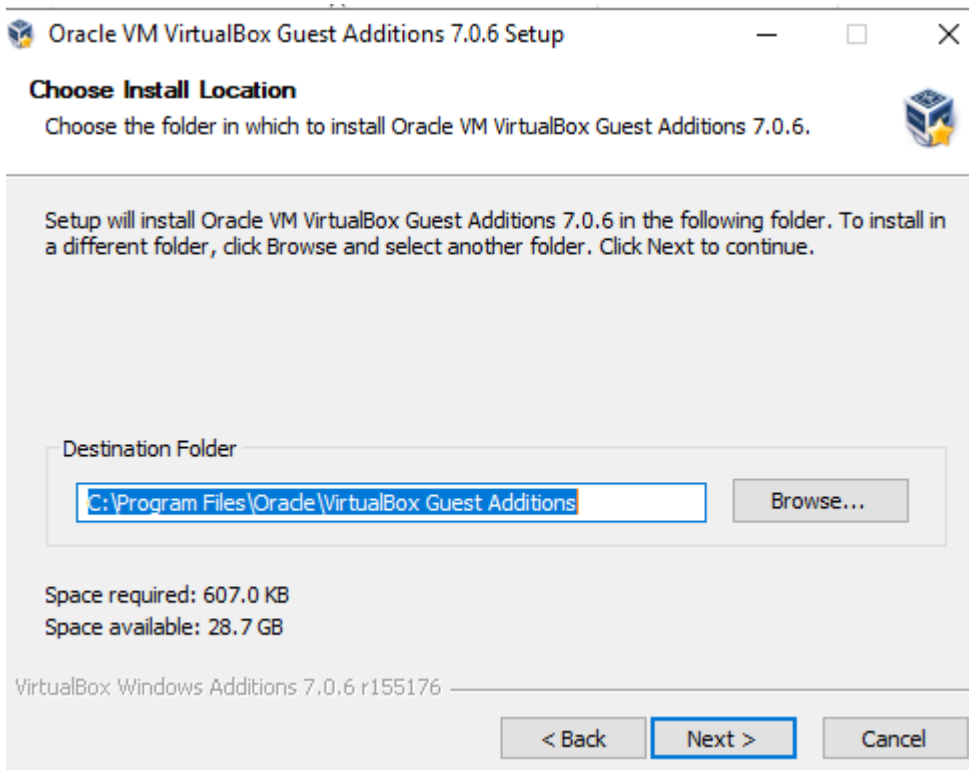 Oracle VM VirtualBox Guest Additions 7.0.6 Setup
Choose Install Location
Choose the folder in which to install Oracle VM VirtualBox Guest Additions 7.0.6.
Setup will install Oracle VM VirtualBox Guest Additions 7.0.6 in the following folder. To install in
a different folder, click Browse and select another folder. Click Next to continue.
Destination Folder
C:\Program Files\Oracle\VirtualBox Guest Additions
Browse...
Space required: 607.0 KB
Space available: 28.7 GB
VirtualBox Windows Additions 7.0.6 r155176
< Back
Next >
Cancel